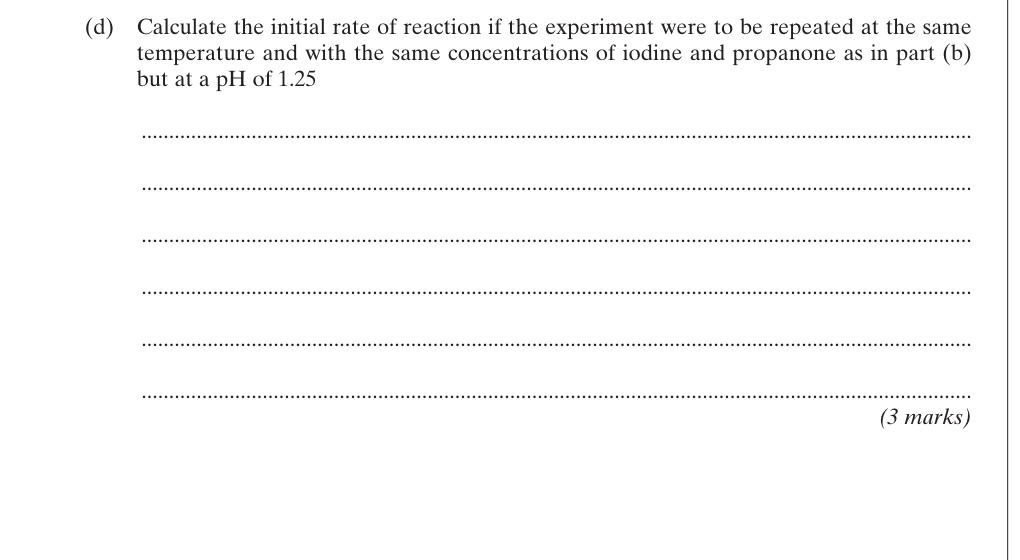 (d) Calculate the initial rate of reaction if the experiment were to be repeated at the same
temperature and with the same concentrations of iodine and propanone as in part (b)
but at a pH of 1.25
(3 marks)